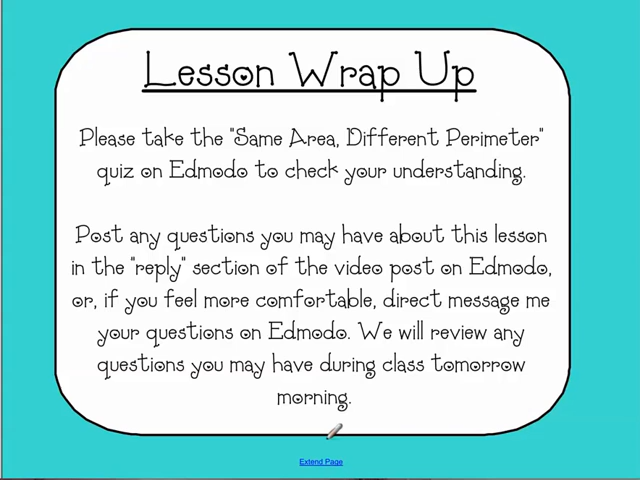 Lesson Wrap Up
Please take the "Same Area, Different Perimeter"
quiz on Edmodo to check your understanding.
Post any questions you may have about this lesson
in the "reply" section of the video post on Edmodo,
or, if you feel more comfortable, direct message me
your questions on Edmodo. We will review any
questions you may have during class tomorrow
morning.
Extend Page